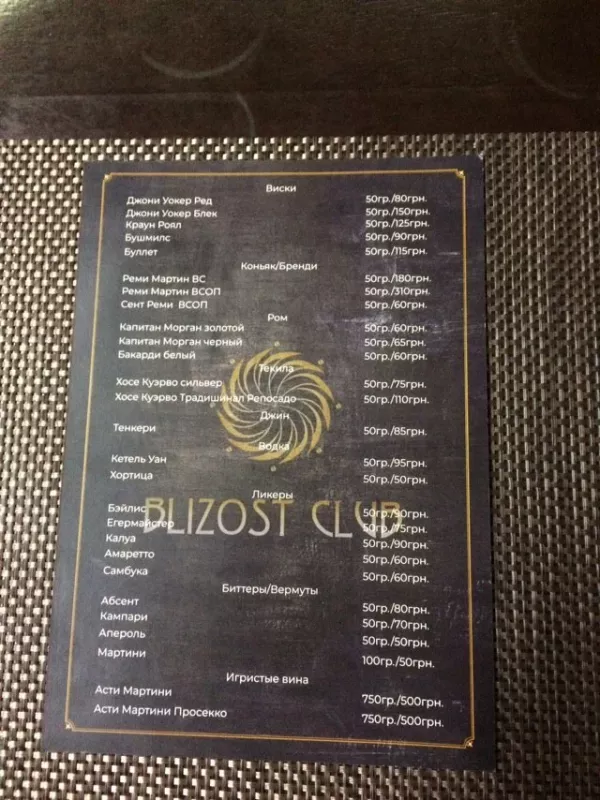 Виски
Джони Уокер Ред 50гр./80грн.
Джони Уокер Блек 50гр./150грн.
Краун Роял 50гр./125грн.
Бушмилс 50гр./90грн.
Буллет 50гр./115грн.
Коньяк/Бренди
Реми Мартин ВС 50гр./180грн.
Реми Мартин ВСОП 50гр./310грн.
Сент Реми ВСОП 50гр./60грн.
Ром
Капитан Морган золотой 50гр./60грн.
Капитан Морган черный 50гр./65грн.
Бакарди белый 50гр./60грн.
Текила
Хосе Куэрво сильвер 50гр./75грн.
Хосе Куэрво Традишинал Репосадо 50гр./110грн.
Джин
Тенкери 50гр./85грн.
Водка
Кетель Уан 50гр./95грн.
Хортица 50гр./50грн.
Ликеры
Бэйлис 50гр./90грн.
BLIZOST CLUB
Егермайстер 50гр./75грн.
Калуа 50гр./90грн.
Амаретто 50гр./60грн.
Самбука 50гр./60грн.
Биттеры/Вермуты
Абсент 50гр./80грн.
Кампари 50гр./70грн.
Апероль 50гр./50грн.
Мартини 100гр./50грн.
Игристые вина
Асти Мартини 750гр./500грн.
Асти Мартини Просекко 750гр./500грн.